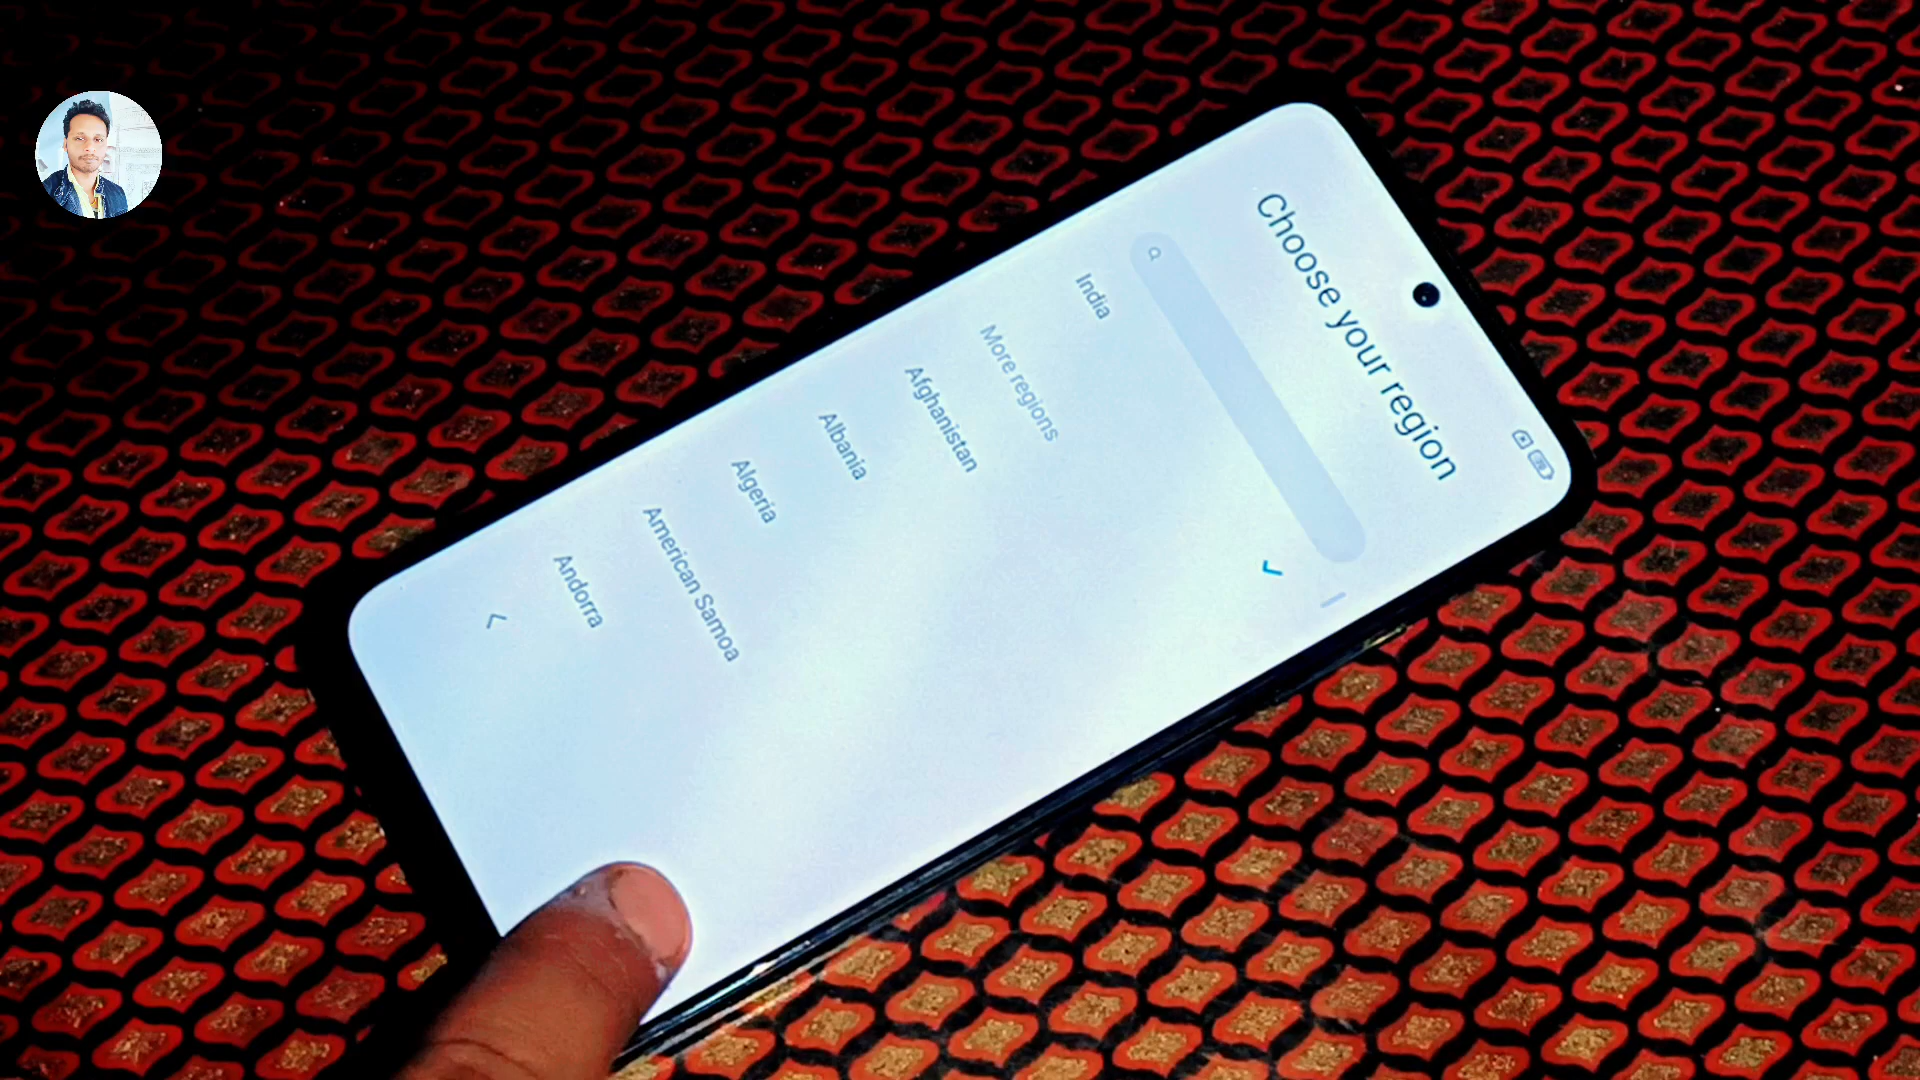 Choose your region
India
More regions
Afghanistan
Albania
Algeria
American Samoa
Andorra